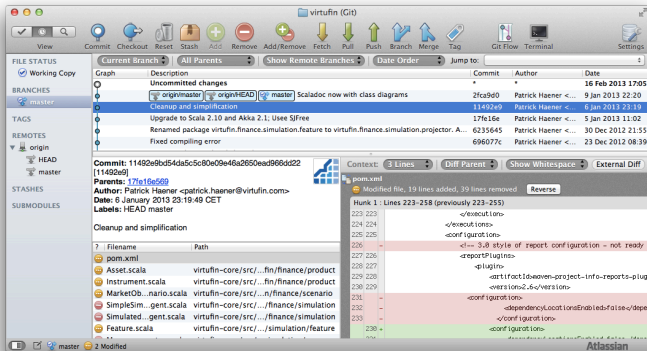 virtufin (Git)
View Commit Checkout Reset Stash Add Remove Add/Remove Fetch Pull Push Branch Merge Tag Git Flow Terminal Settings
FILE STATUS
Working Copy
BRANCHES
master
TAGS
REMOTES
origin
HEAD
master
STASHES
SUBMODULES
Current Branch All Parents Show Remote Branches Date Order Jump to:
Graph Description Commit Author Date
Uncommitted changes * * 16 Feb 2013 17:05
origin/master origin/HEAD master Scaladoc now with class diagrams 2fca9d0 Patrick Haener <... 9 Jan 2013 22:20
Cleanup and simplification 11492e9 Patrick Haener <... 6 Jan 2013 23:19
Upgrade to Scala 2.10 and Akka 2.1; Uses SJFree 17fe16e Patrick Haener <... 5 Jan 2013 11:02
Renamed package virtufin.simulation.feature to virtufin.simulation.projector. A... 6235645 Patrick Haener <... 30 Dec 2012 21:55
Fixed compiling error 696077c Patrick Haener <... 23 Dec 2012 08:39
Commit: 11492e9bd54da5c5c80e09e46a2650ead966dd22
[11492e9]
Parents: 17fe16e569
Author: Patrick Haener <patrick.haener@virtufin.com>
Date: 6 January 2013 23:19:49 CET
Labels: HEAD master
Cleanup and simplification
? Filename Path
pom.xml
Asset.scala virtufin-core/src/...fin/finance/product
Instrument.scala virtufin-core/src/...fin/finance/product
MarketOb...nario.scala virtufin-core/src/...n/finance/scenario
SimpleSim...gent.scala virtufin-core/src/.../finance/simulation
Simulated...gent.scala virtufin-core/src/.../finance/simulation
Feature.scala virtufin-core/src/.../simulation/feature
Context: 3 Lines Diff Parent Show Whitespace External Diff
pom.xml
Modified file, 19 lines added, 39 lines removed Reverse
Hunk 1 : Lines 223-258 (previously 223-255)
223 223 </execution>
224 224 </executions>
225 225 <configuration>
226 - <!-- 3.0 style of report configuration - not ready
227 226 <reportPlugins>
228 227 <plugin>
229 228 <artifactId>maven-project-info-reports-plug
230 229 <version>2.6</version>
231 - <configuration>
232 - <dependencyLocationsEnabled>false</depe
233 - </configuration>
230 + <configuration>
2 Modified
master
Atlassian